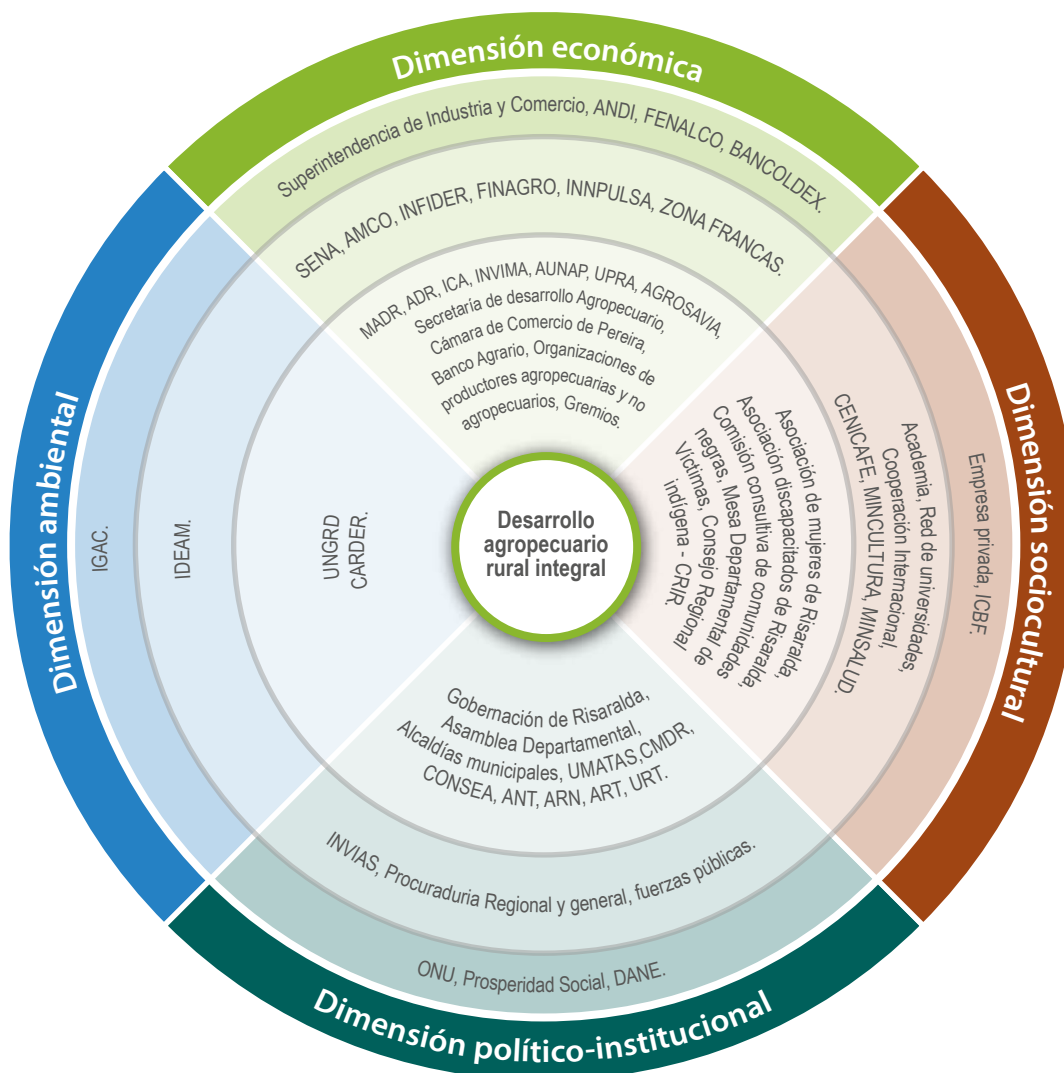 Dimensión económica
Superintendencia de Industria y Comercio, ANDI, FENALCO, BANCOLDEX.
SENA, AMCO, INFIDER, FINAGRO, INNPULSA, ZONA FRANCAS.
MADR, ADR, ICA, INVIMA, AUNAP, UPRA, AGROSAVIA,
Secretaría de desarrollo Agropecuario,
Cámara de Comercio de Pereira,
Banco Agrario, Organizaciones de
productores agropecuarias y no
agropecuarios, Gremios.
Dimensión ambiental
IGAC.
IDEAM.
UNGRD
CARDER.
Desarrollo
agropecuario
rural integral
Asociación de mujeres de Risaralda,
Asociación discapacitados de Risaralda,
Comisión consultiva de comunidades
negras, Mesa Departamental de
Víctimas, Consejo Regional
indígena - CRIR.
Academia, Red de universidades,
Cooperación Internacional,
CENICAFE, MINCULTURA, MINSALUD.
Empresa privada, ICBF.
Dimensión sociocultural
Gobernación de Risaralda,
Asamblea Departamental,
Alcaldías municipales, UMATAS,CMDR,
CONSEA, ANT, ARN, ART, URT.
INVIAS, Procuraduria Regional y general, fuerzas públicas.
ONU, Prosperidad Social, DANE.
Dimensión político-institucional